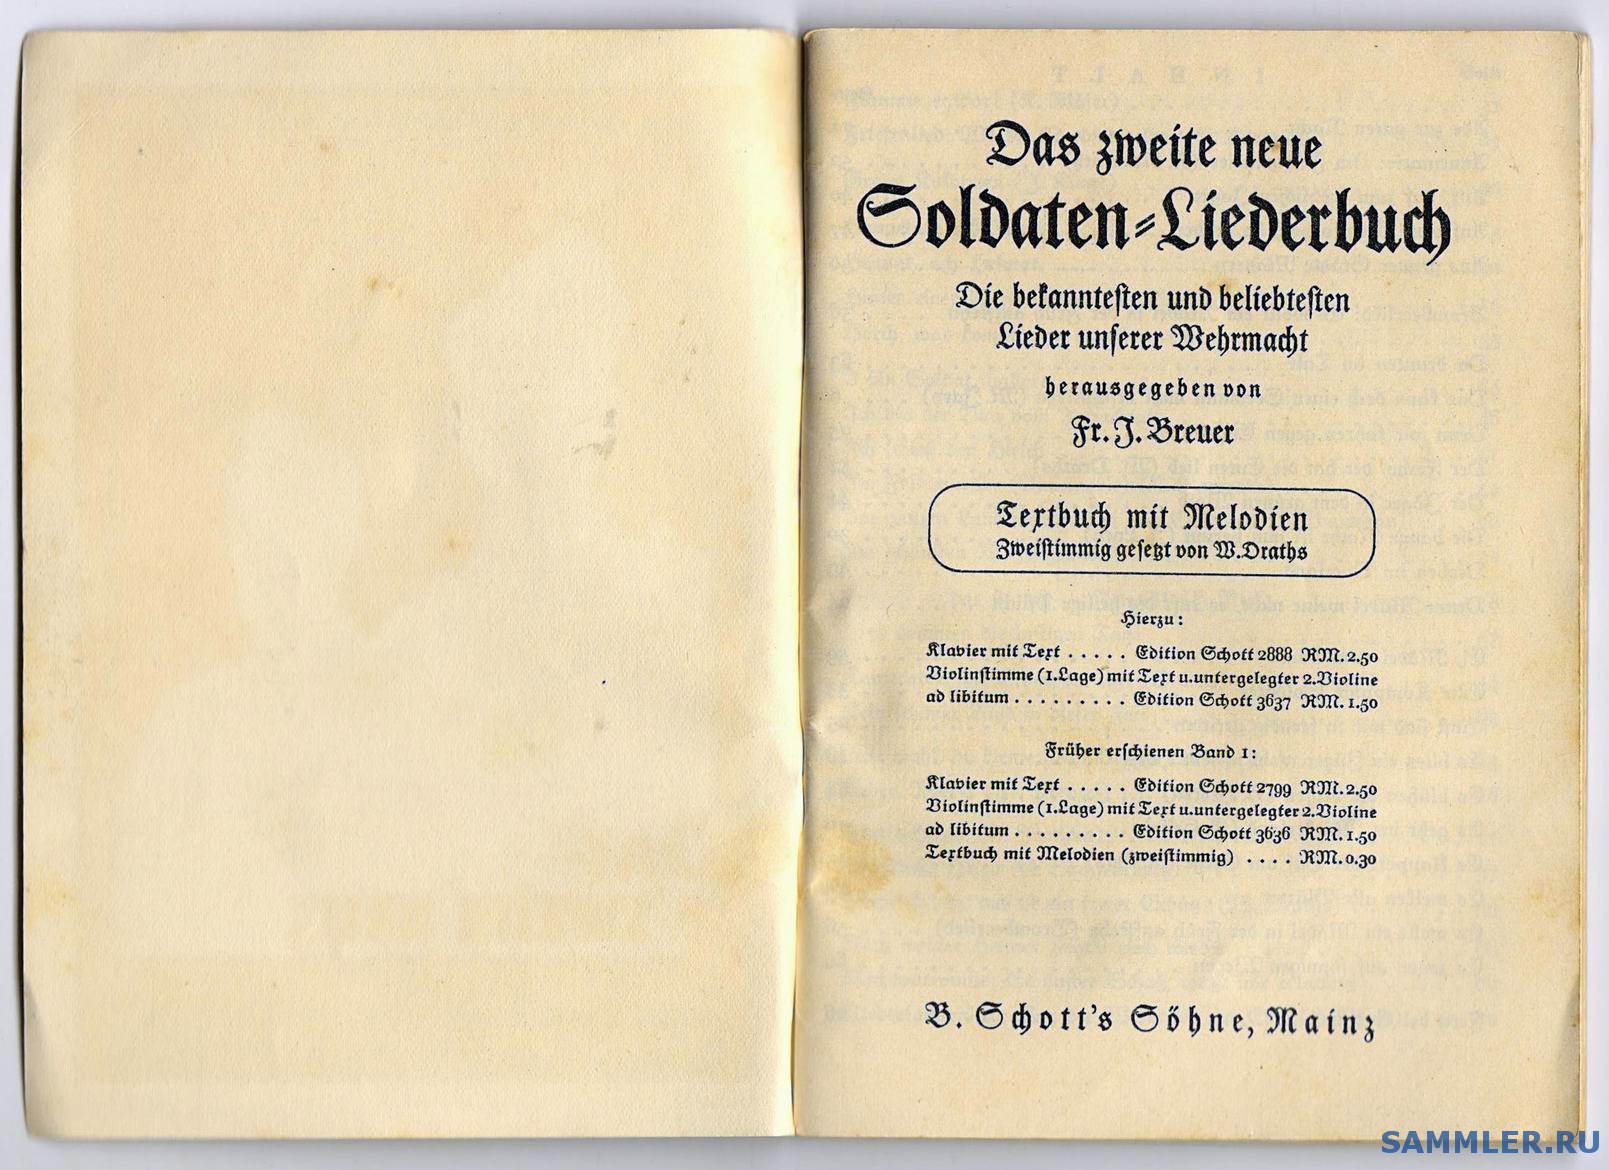 Das zweite neue
Soldaten-Liederbuch
Die bekanntesten und beliebtesten
Lieder unserer Wehrmacht
herausgegeben von
Fr. J. Breuer
Textbuch mit Melodien
Zweistimmig gesetzt von W. Draths
Hierzu:
Klavier mit Text . . . . . Edition Schott 2888 RM. 2.50
Violinstimme (1. Lage) mit Text u. untergelegter 2. Violine
ad libitum . . . . . . . . . Edition Schott 3637 RM. 1.50
Früher erschienen Band 1:
Klavier mit Text . . . . . Edition Schott 2799 RM. 2.50
Violinstimme (1. Lage) mit Text u. untergelegter 2. Violine
ad libitum . . . . . . . . . Edition Schott 3636 RM. 1.50
Textbuch mit Melodien (zweistimmig) . . . . RM. 0.30
B. Schott's Söhne, Mainz
SAMMLER.RU